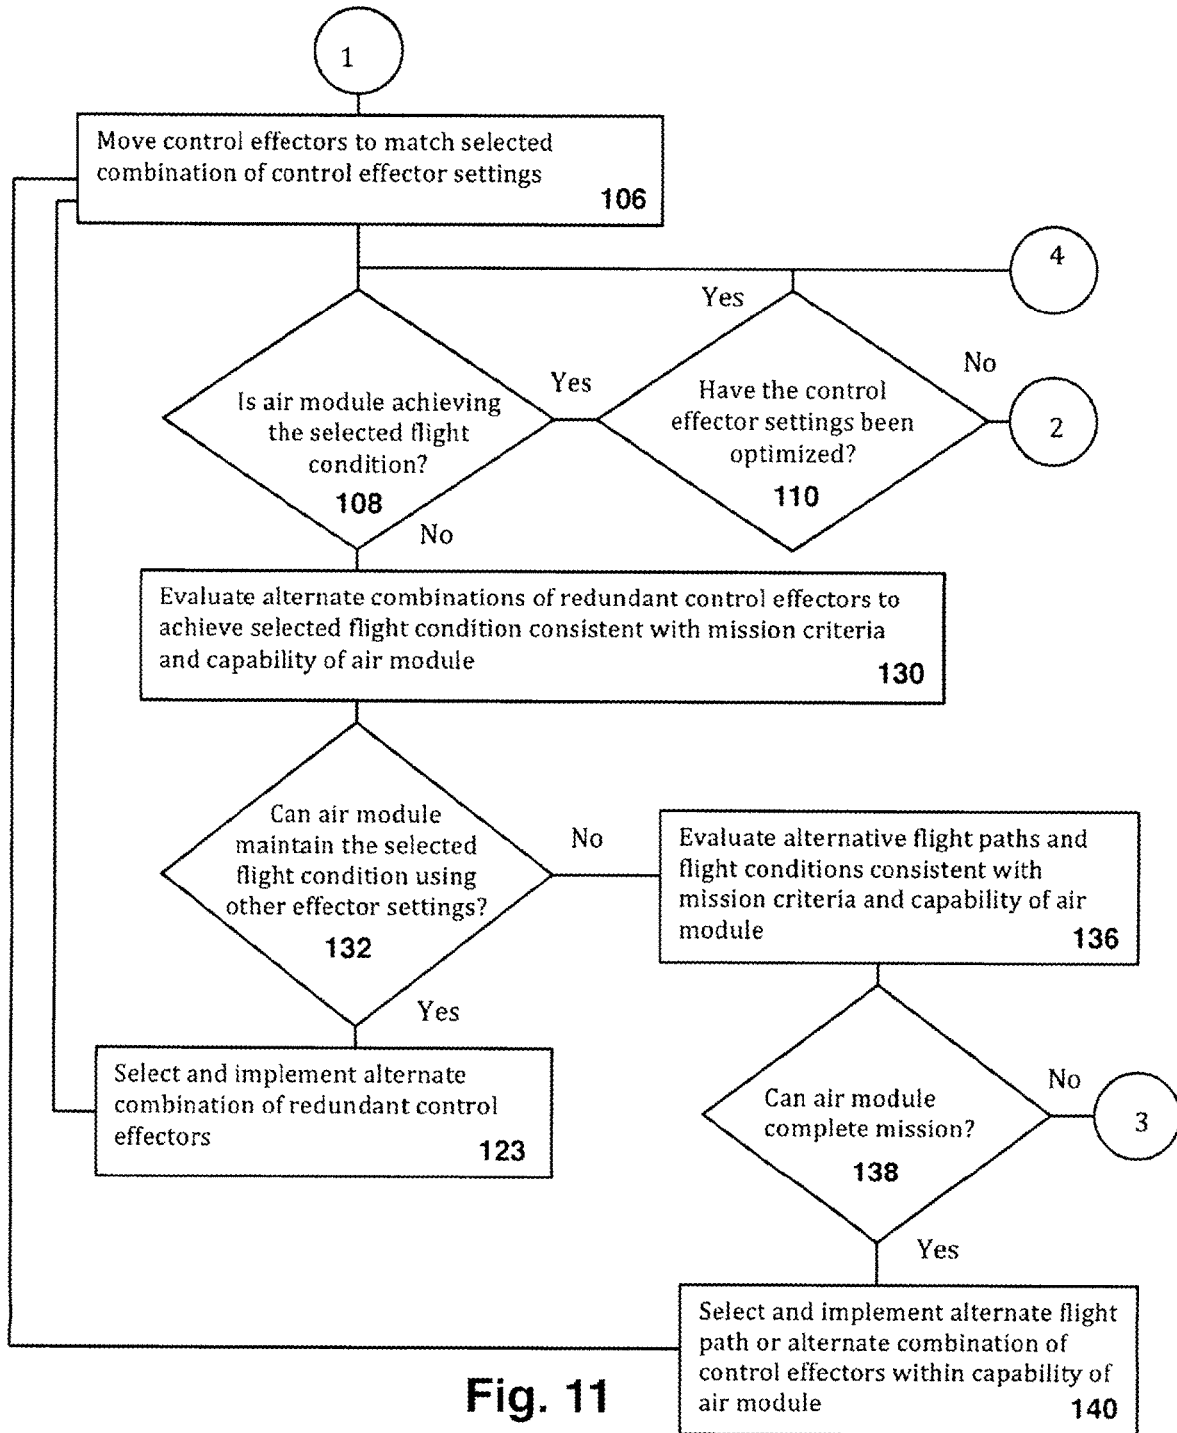 1
Move control effectors to match selected
combination of control effector settings
106
4
Yes
Is air module achieving
the selected flight
condition?
108
Yes
Have the control
effector settings been
optimized?
110
No
2
No
Evaluate alternate combinations of redundant control effectors to
achieve selected flight condition consistent with mission criteria
and capability of air module
130
Can air module
maintain the selected
flight condition using
other effector settings?
132
No
Evaluate alternative flight paths and
flight conditions consistent with
mission criteria and capability of air
module
136
Yes
Select and implement alternate
combination of redundant control
effectors
123
Can air module
complete mission?
138
No
3
Yes
Select and implement alternate flight
path or alternate combination of
control effectors within capability of
air module
140
Fig. 11